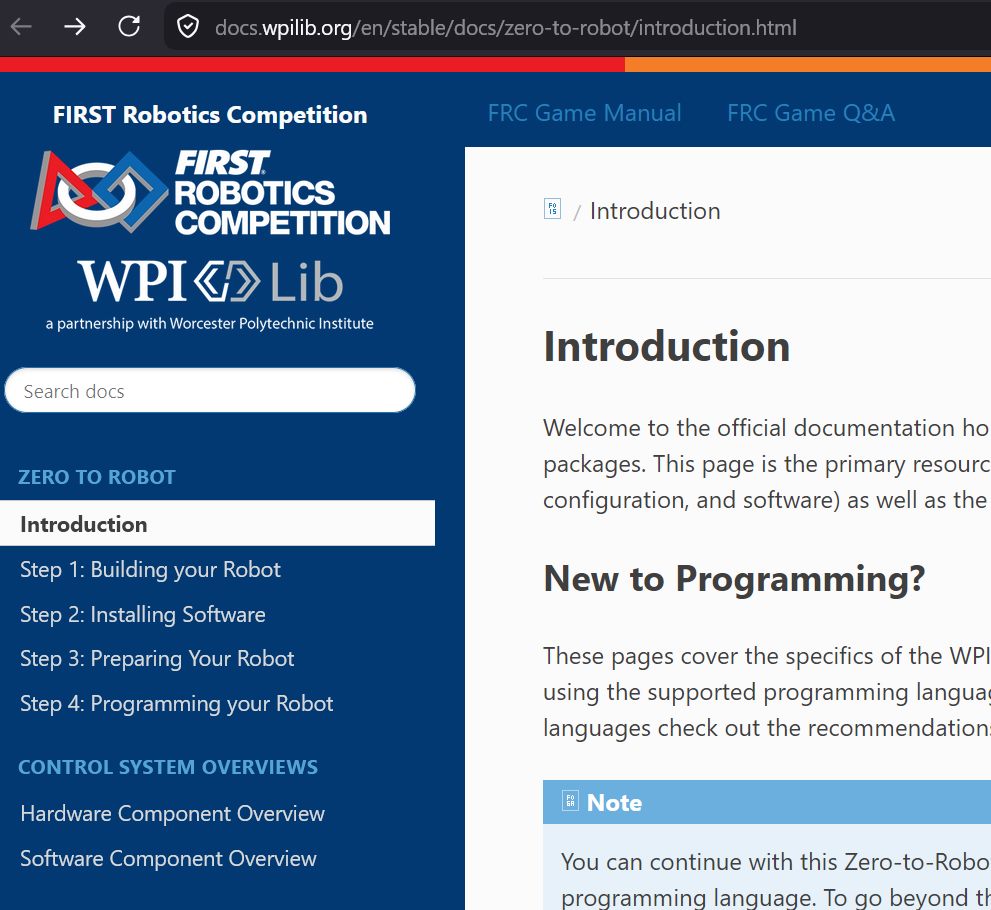 docs.wpilib.org/en/stable/docs/zero-to-robot/introduction.html
FIRST Robotics Competition
FRC Game Manual
FRC Game Q&A
FIRST
ROBOTICS
COMPETITION
WPI Lib
a partnership with Worcester Polytechnic Institute
Search docs
ZERO TO ROBOT
Introduction
Step 1: Building your Robot
Step 2: Installing Software
Step 3: Preparing Your Robot
Step 4: Programming your Robot
CONTROL SYSTEM OVERVIEWS
Hardware Component Overview
Software Component Overview
/ Introduction
Introduction
Welcome to the official documentation ho
packages. This page is the primary resourc
configuration, and software) as well as the
New to Programming?
These pages cover the specifics of the WPI
using the supported programming languag
languages check out the recommendations
Note
You can continue with this Zero-to-Robo
programming language. To go beyond th